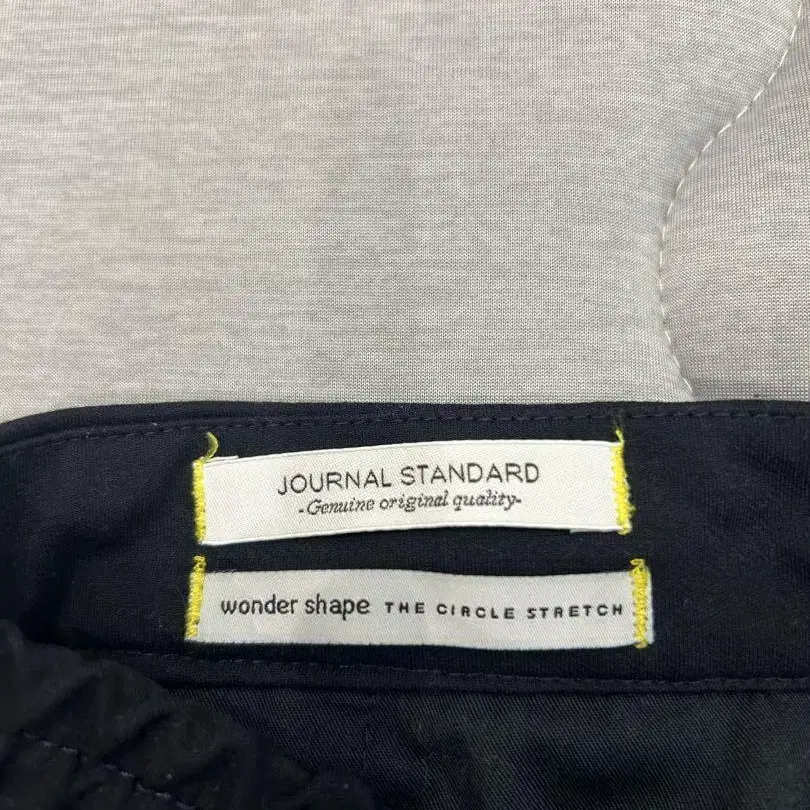 JOURNAL STANDARD
-Genuine original quality-
wonder shape THE CIRCLE STRETCH